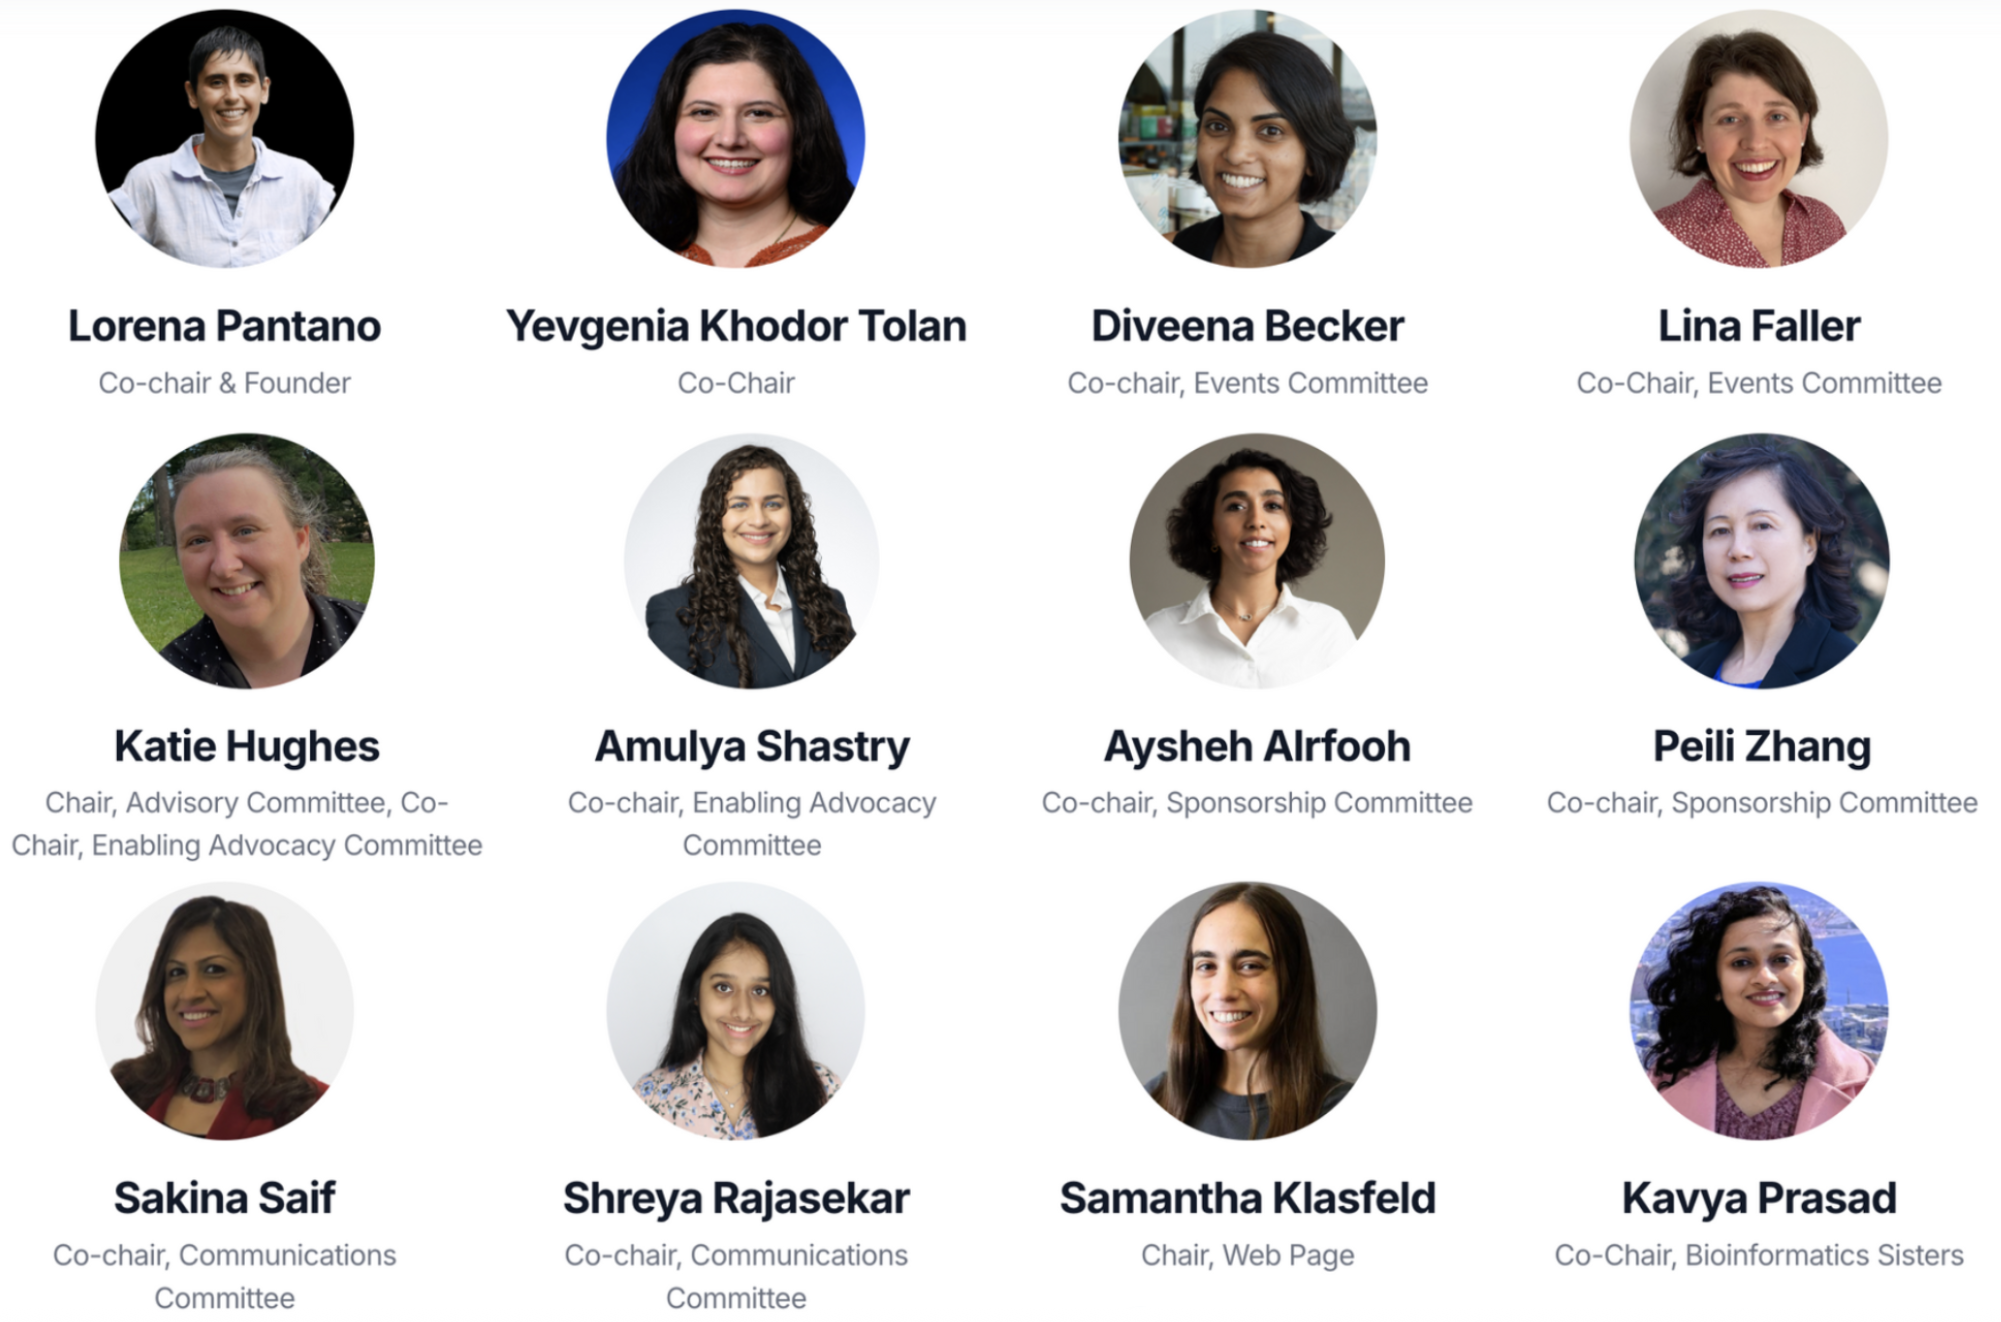 Lorena Pantano
Co-chair & Founder
Yevgenia Khodor Tolan
Co-Chair
Diveena Becker
Co-chair, Events Committee
Lina Faller
Co-Chair, Events Committee
Katie Hughes
Chair, Advisory Committee, Co-
Chair, Enabling Advocacy Committee
Amulya Shastry
Co-chair, Enabling Advocacy
Committee
Aysheh Alrfooh
Co-chair, Sponsorship Committee
Peili Zhang
Co-chair, Sponsorship Committee
Sakina Saif
Co-chair, Communications
Committee
Shreya Rajasekar
Co-chair, Communications
Committee
Samantha Klasfeld
Chair, Web Page
Kavya Prasad
Co-Chair, Bioinformatics Sisters